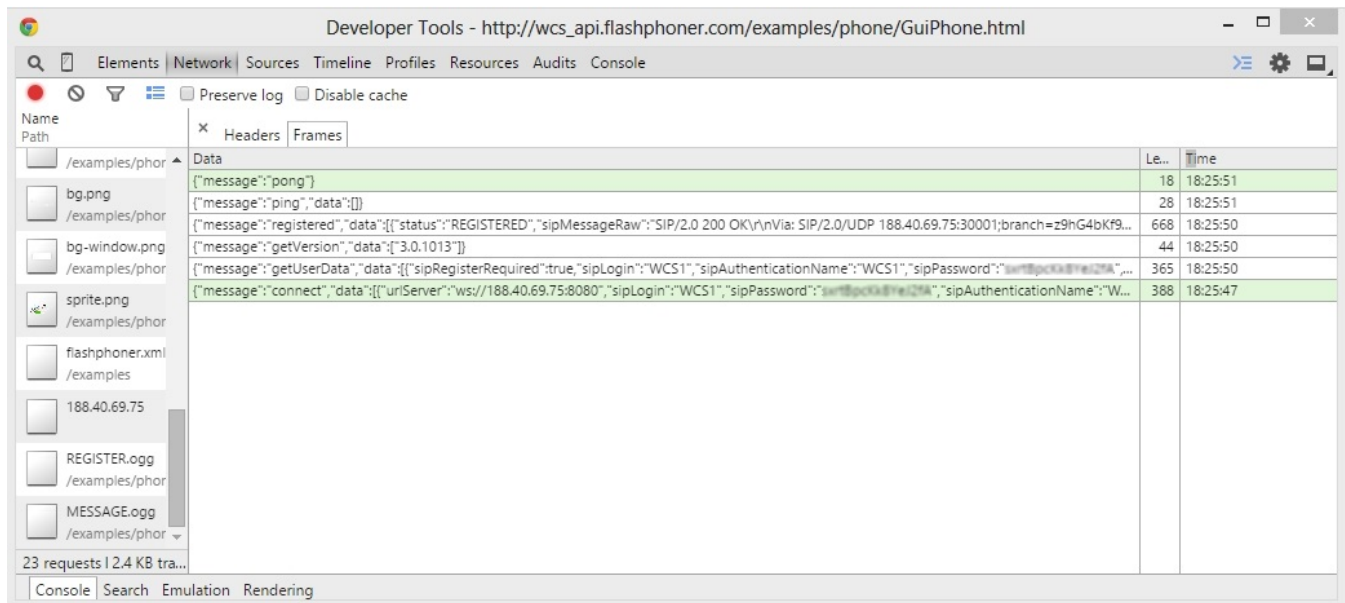 Developer Tools - http://wcs_api.flashphoner.com/examples/phone/GuiPhone.html
Elements Network Sources Timeline Profiles Resources Audits Console
Preserve log Disable cache
Name
Path
Headers Frames
/examples/phor
bg.png
/examples/phor
bg-window.png
/examples/phor
sprite.png
/examples/phor
flashphoner.xml
/examples
188.40.69.75
REGISTER.ogg
/examples/phor
MESSAGE.ogg
/examples/phor
23 requests | 2.4 KB tra...
Data Le... Time
{"message":"pong"} 18 18:25:51
{"message":"ping","data":[]} 28 18:25:51
{"message":"registered","data":[{"status":"REGISTERED","sipMessageRaw":"SIP/2.0 200 OK\r\nVia: SIP/2.0/UDP 188.40.69.75:30001;branch=z9hG4bKf9... 668 18:25:50
{"message":"getVersion","data":["3.0.1013"]} 44 18:25:50
{"message":"getUserData","data":[{"sipRegisterRequired":true,"sipLogin":"WCS1","sipAuthenticationName":"WCS1","sipPassword":" ",... 365 18:25:50
{"message":"connect","data":[{"urlServer":"ws://188.40.69.75:8080","sipLogin":"WCS1","sipPassword":" ","sipAuthenticationName":"W... 388 18:25:47
Console Search Emulation Rendering